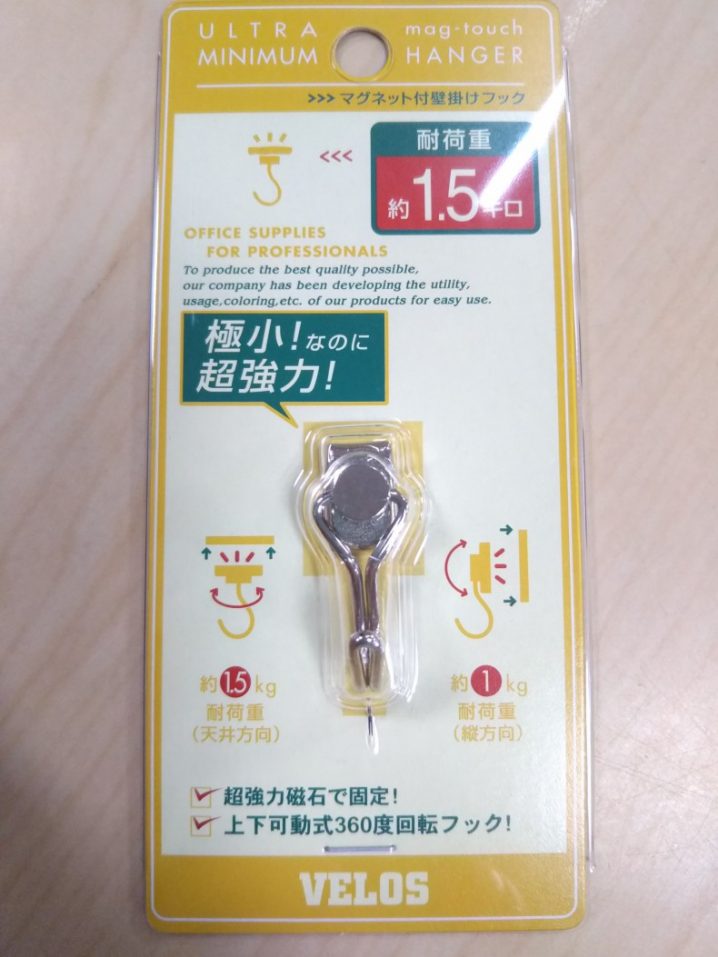 ULTRA
MINIMUM
mag-touch
HANGER
>>> マグネット付壁掛けフック
<<<
耐荷重
約1.5キロ
OFFICE SUPPLIES
FOR PROFESSIONALS
To produce the best quality possible,
our company has been developing the utility,
usage,coloring,etc. of our products for easy use.
極小!なのに
超強力!
約1.5kg
耐荷重
(天井方向)
約1kg
耐荷重
(縦方向)
超強力磁石で固定!
上下可動式360度回転フック!
VELOS